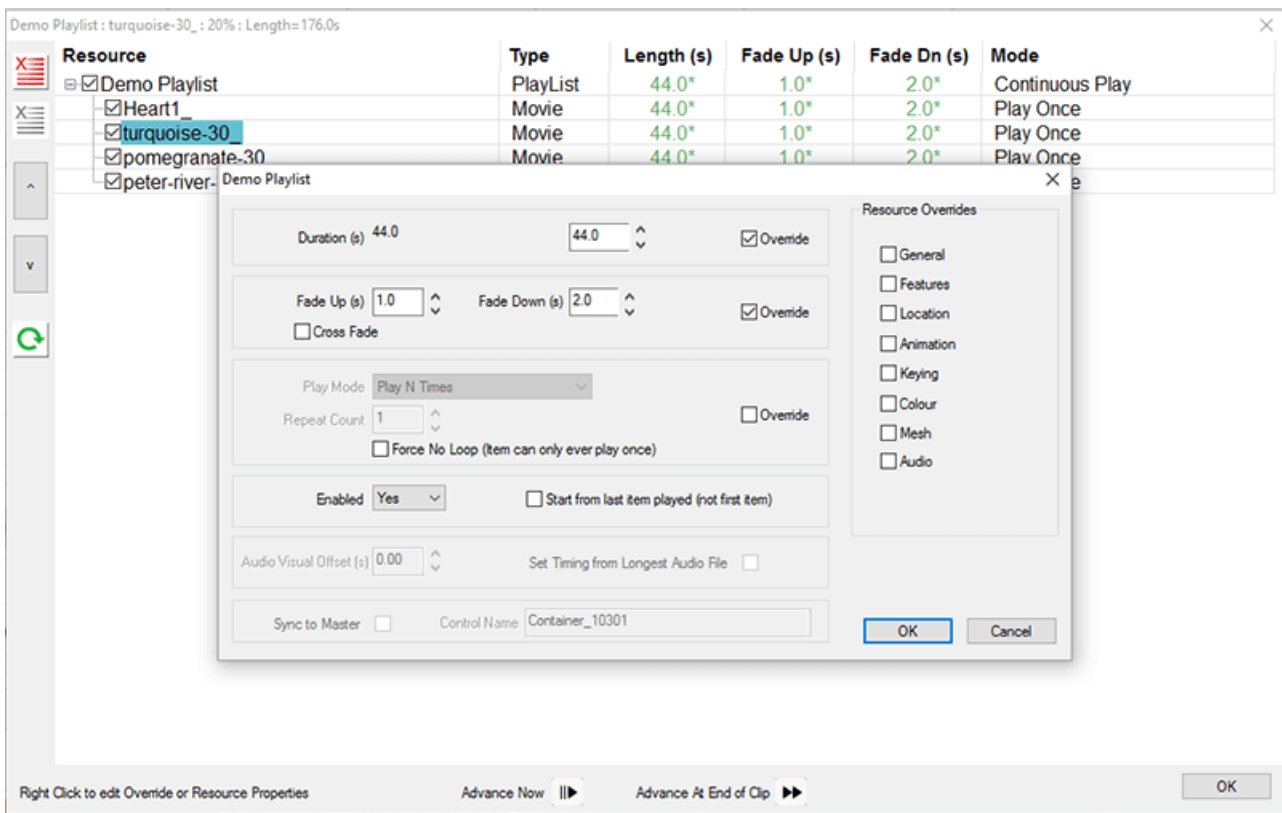 Demo Playlist : turquoise-30_ : 20% : Length=176.0s
Resource Type Length (s) Fade Up (s) Fade Dn (s) Mode
Demo Playlist PlayList 44.0* 1.0* 2.0* Continuous Play
Heart1_ Movie 44.0* 1.0* 2.0* Play Once
turquoise-30_ Movie 44.0* 1.0* 2.0* Play Once
pomegranate-30 Movie 44.0* 1.0* 2.0* Play Once
peter-river-
Demo Playlist
Duration (s) 44.0 44.0 Override
Fade Up (s) 1.0 Fade Down (s) 2.0 Override
Cross Fade
Play Mode Play N Times
Repeat Count 1 Override
Force No Loop (Item can only ever play once)
Enabled Yes Start from last item played (not first item)
Audio Visual Offset (s) 0.00 Set Timing from Longest Audio File
Sync to Master Control Name Container_10301
Resource Overrides
General
Features
Location
Animation
Keying
Colour
Mesh
Audio
OK Cancel
Right Click to edit Override or Resource Properties Advance Now Advance At End of Clip OK